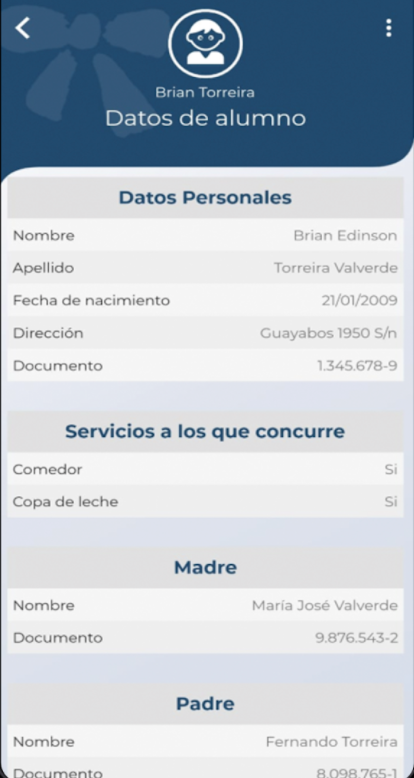 Brian Torreira
Datos de alumno
Datos Personales
Nombre Brian Edinson
Apellido Torreira Valverde
Fecha de nacimiento 21/01/2009
Dirección Guayabos 1950 S/n
Documento 1.345.678-9
Servicios a los que concurre
Comedor Si
Copa de leche Si
Madre
Nombre María José Valverde
Documento 9.876.543-2
Padre
Nombre Fernando Torreira
Documento 8.098.765-1